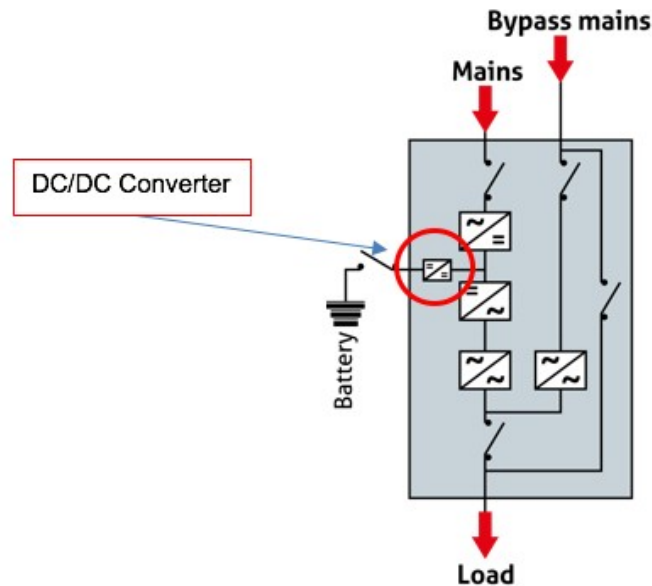 Bypass mains
Mains
DC/DC Converter
Battery
Load